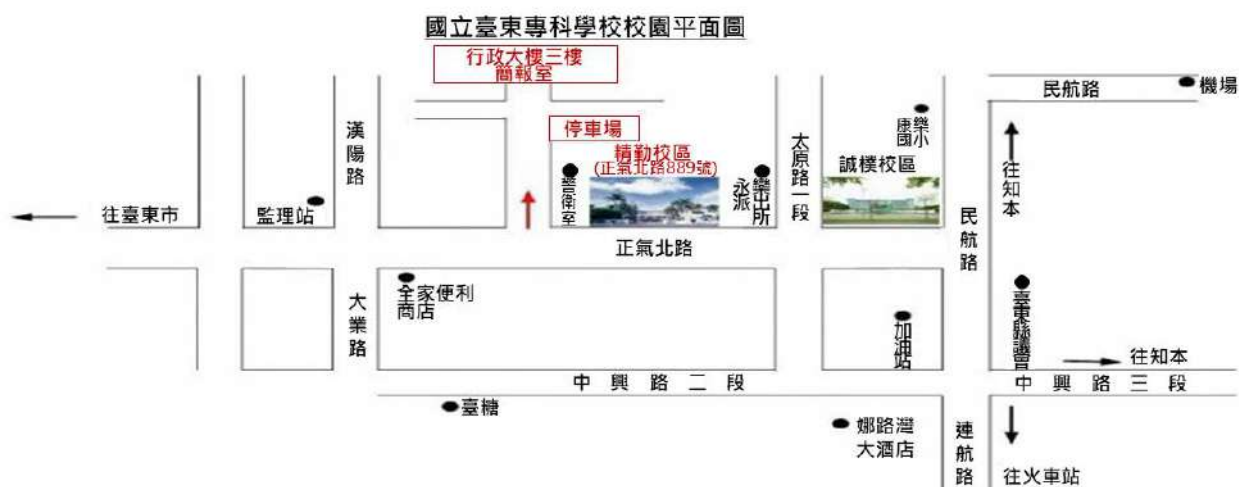 國立臺東專科學校校園平面圖
行政大樓三樓
簡報室
民航路
機場
康樂
國小
漢陽路
停車場
精勤校區
(正氣北路889號)
太原路一段
誠樸校區
往知本
警衛室
永樂
派出所
監理站
往臺東市
正氣北路
民航路
全家便利
商店
大業路
加油站
臺東縣議會
往知本
中興路二段
中興路三段
臺糖
娜路灣
大酒店
連航路
往火車站